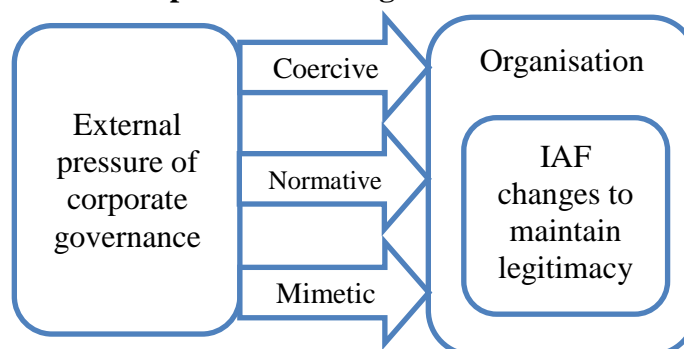 External
pressure of
corporate
governance
Coercive
Normative
Mimetic
Organisation
IAF
changes to
maintain
legitimacy